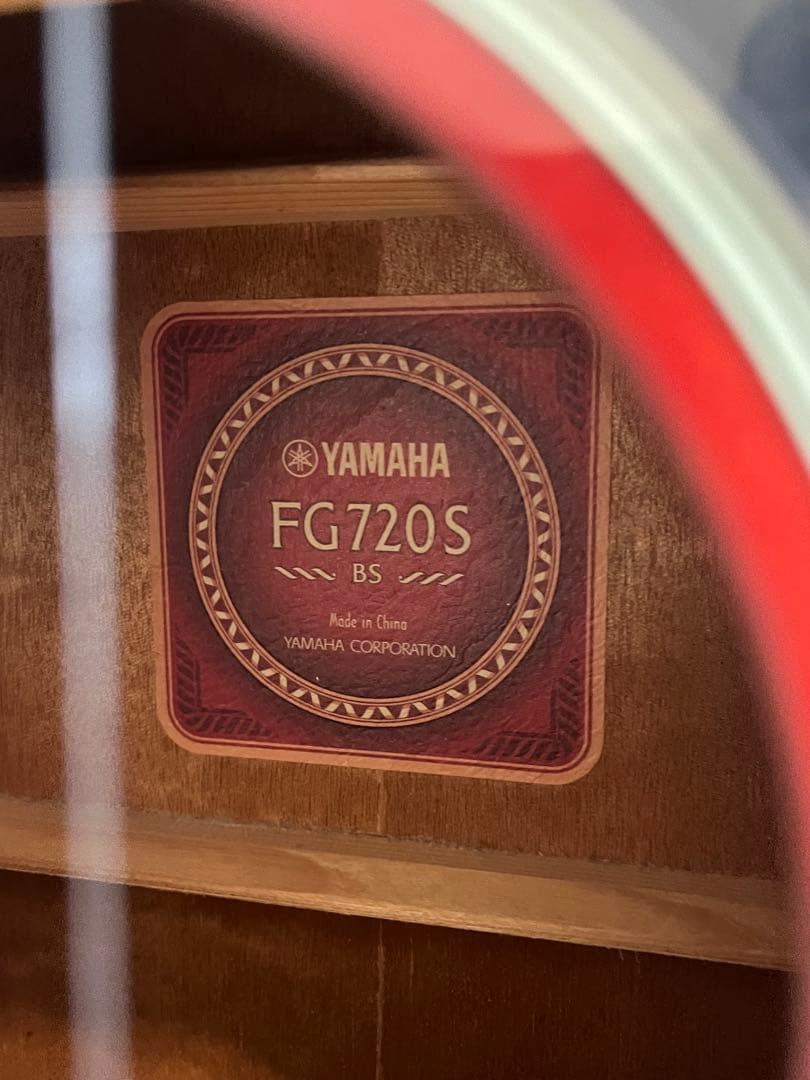 YAMAHA
FG720S
BS
Made in China
YAMAHA CORPORATION